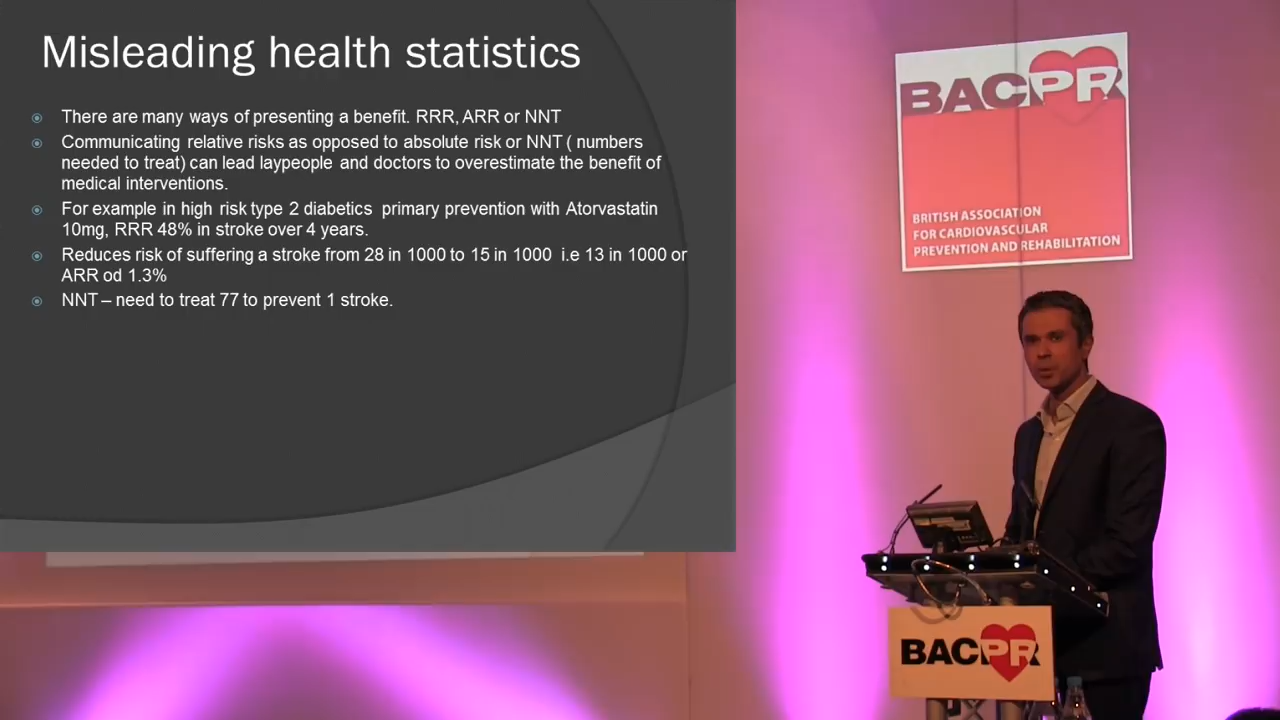 Misleading health statistics
There are many ways of presenting a benefit. RRR, ARR or NNT
Communicating relative risks as opposed to absolute risk or NNT ( numbers
needed to treat) can lead laypeople and doctors to overestimate the benefit of
medical interventions.
For example in high risk type 2 diabetics primary prevention with Atorvastatin
10mg, RRR 48% in stroke over 4 years.
Reduces risk of suffering a stroke from 28 in 1000 to 15 in 1000 i.e 13 in 1000 or
ARR od 1.3%
NNT – need to treat 77 to prevent 1 stroke.
BACPR
BRITISH ASSOCIATION
FOR CARDIOVASCULAR
PREVENTION AND REHABILITATION
BACPR